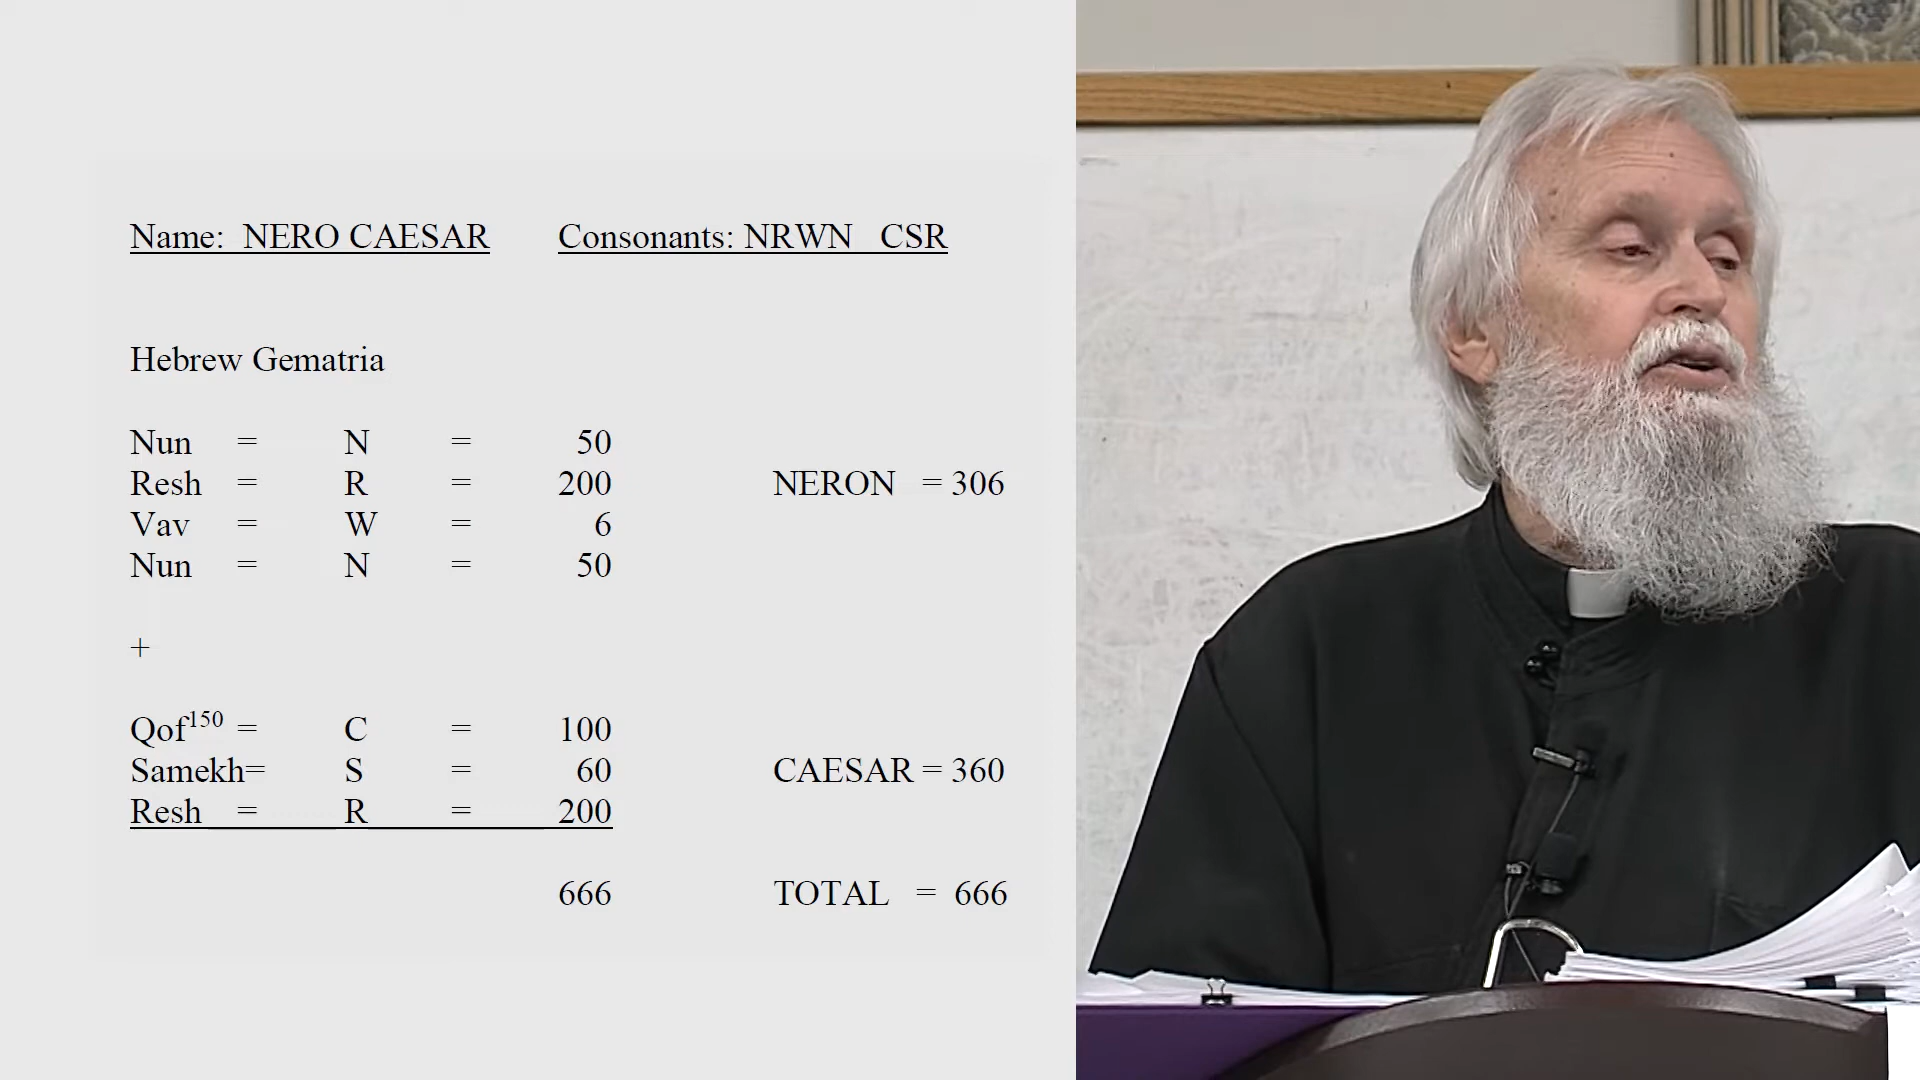 Name: NERO CAESAR Consonants: NRWN CSR
Hebrew Gematria
Nun = N = 50
Resh = R = 200 NERON = 306
Vav = W = 6
Nun = N = 50
+
Qof150 = C = 100
Samekh= S = 60 CAESAR = 360
Resh = R = 200
666 TOTAL = 666